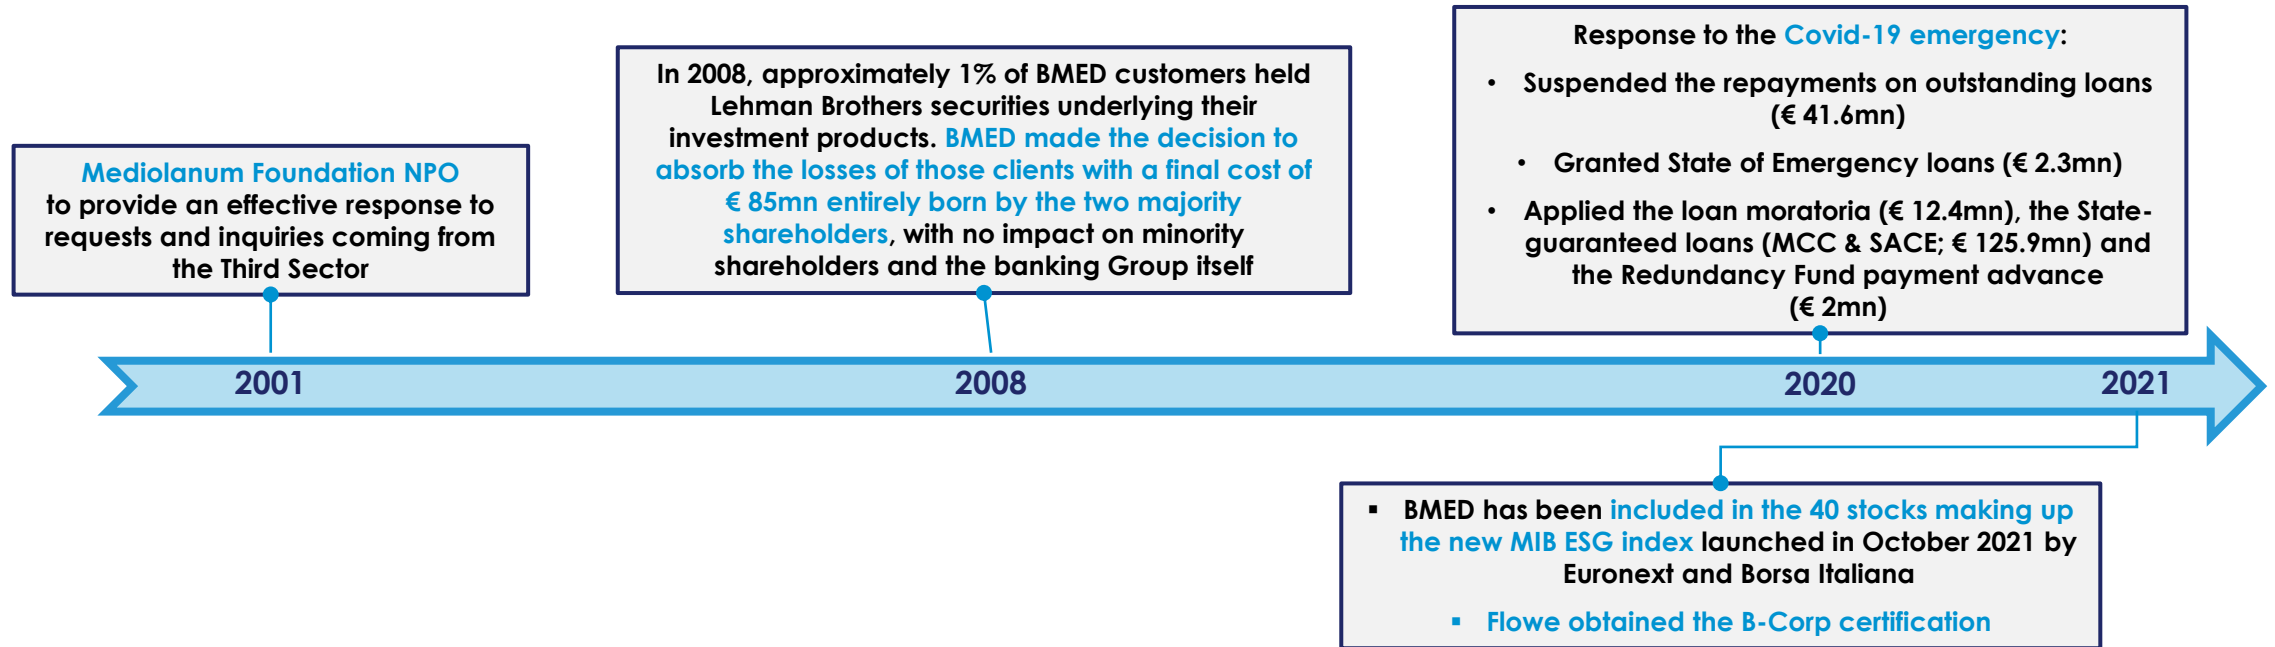 Mediolanum Foundation NPO
to provide an effective response to
requests and inquiries coming from
the Third Sector
In 2008, approximately 1% of BMED customers held
Lehman Brothers securities underlying their
investment products. BMED made the decision to
absorb the losses of those clients with a final cost of
€ 85mn entirely born by the two majority
shareholders, with no impact on minority
shareholders and the banking Group itself
Response to the Covid-19 emergency:
• Suspended the repayments on outstanding loans
(€ 41.6mn)
• Granted State of Emergency loans (€ 2.3mn)
• Applied the loan moratoria (€ 12.4mn), the State-
guaranteed loans (MCC & SACE; € 125.9mn) and
the Redundancy Fund payment advance
(€ 2mn)
2001
2008
2020
2021
▪ BMED has been included in the 40 stocks making up
the new MIB ESG index launched in October 2021 by
Euronext and Borsa Italiana
▪ Flowe obtained the B-Corp certification